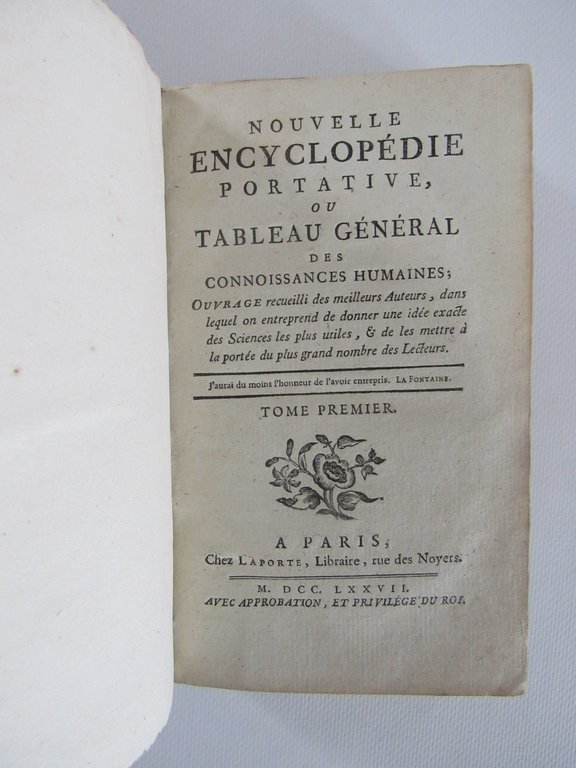 NOUVELLE
ENCYCLOPÉDIE
PORTATIVE,
OU
TABLEAU GÉNÉRAL
DES
CONNOISSANCES HUMAINES;
OUVRAGE recueilli des meilleurs Auteurs, dans
lequel on entreprend de donner une idée exacte
des Sciences les plus utiles, & de les mettre à
la portée du plus grand nombre des Lecteurs.
J'aurai du moins l'honneur de l'avoir entrepris. LA FONTAINE.
TOME PREMIER.
A PARIS,
Chez LAPORTE, Libraire, rue des Noyers.
M. DCC. LXXVII.
AVEC APPROBATION, ET PRIVILÉGE DU ROI.